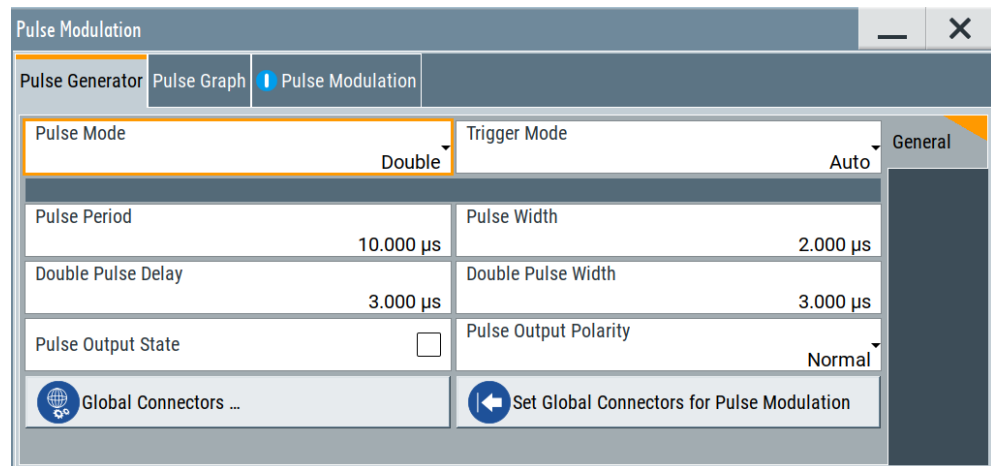 Pulse Modulation
Pulse Generator Pulse Graph Pulse Modulation
Pulse Mode Trigger Mode General
Double Auto
Pulse Period Pulse Width
10.000 µs 2.000 µs
Double Pulse Delay Double Pulse Width
3.000 µs 3.000 µs
Pulse Output State Pulse Output Polarity
Normal
Global Connectors ... Set Global Connectors for Pulse Modulation